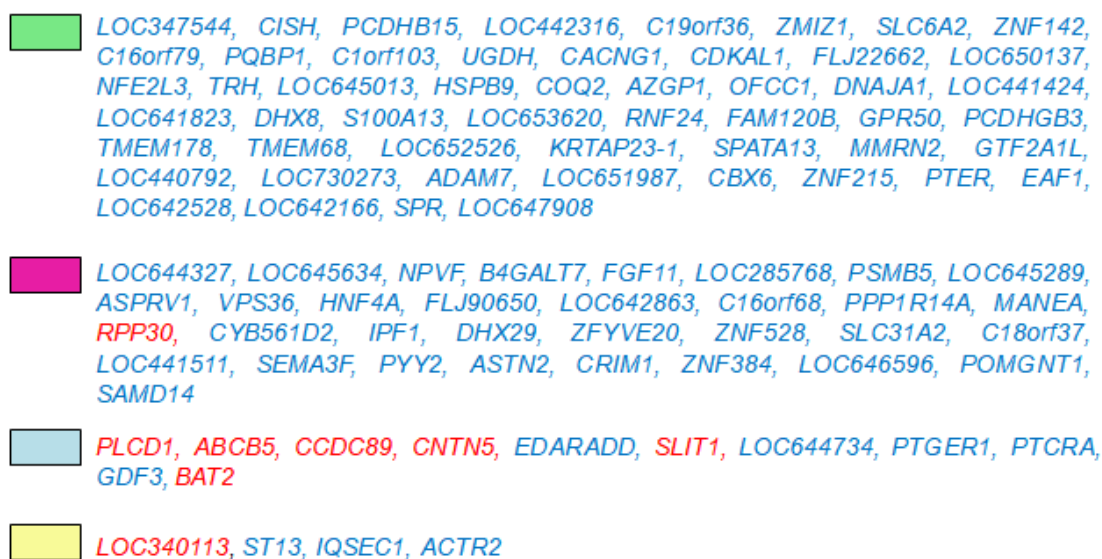 LOC347544, CISH, PCDHB15, LOC442316, C19orf36, ZMIZ1, SLC6A2, ZNF142,
C16orf79, PQBP1, C1orf103, UGDH, CACNG1, CDKAL1, FLJ22662, LOC650137,
NFE2L3, TRH, LOC645013, HSPB9, COQ2, AZGP1, OFCC1, DNAJA1, LOC441424,
LOC641823, DHX8, S100A13, LOC653620, RNF24, FAM120B, GPR50, PCDHGB3,
TMEM178, TMEM68, LOC652526, KRTAP23-1, SPATA13, MMRN2, GTF2A1L,
LOC440792, LOC730273, ADAM7, LOC651987, CBX6, ZNF215, PTER, EAF1,
LOC642528, LOC642166, SPR, LOC647908
LOC644327, LOC645634, NPVF, B4GALT7, FGF11, LOC285768, PSMB5, LOC645289,
ASPRV1, VPS36, HNF4A, FLJ90650, LOC642863, C16orf68, PPP1R14A, MANEA,
RPP30, CYB561D2, IPF1, DHX29, ZFYVE20, ZNF528, SLC31A2, C18orf37,
LOC441511, SEMA3F, PYY2, ASTN2, CRIM1, ZNF384, LOC646596, POMGNT1,
SAMD14
PLCD1, ABCB5, CCDC89, CNTN5, EDARADD, SLIT1, LOC644734, PTGER1, PTCRA,
GDF3, BAT2
LOC340113, ST13, IQSEC1, ACTR2